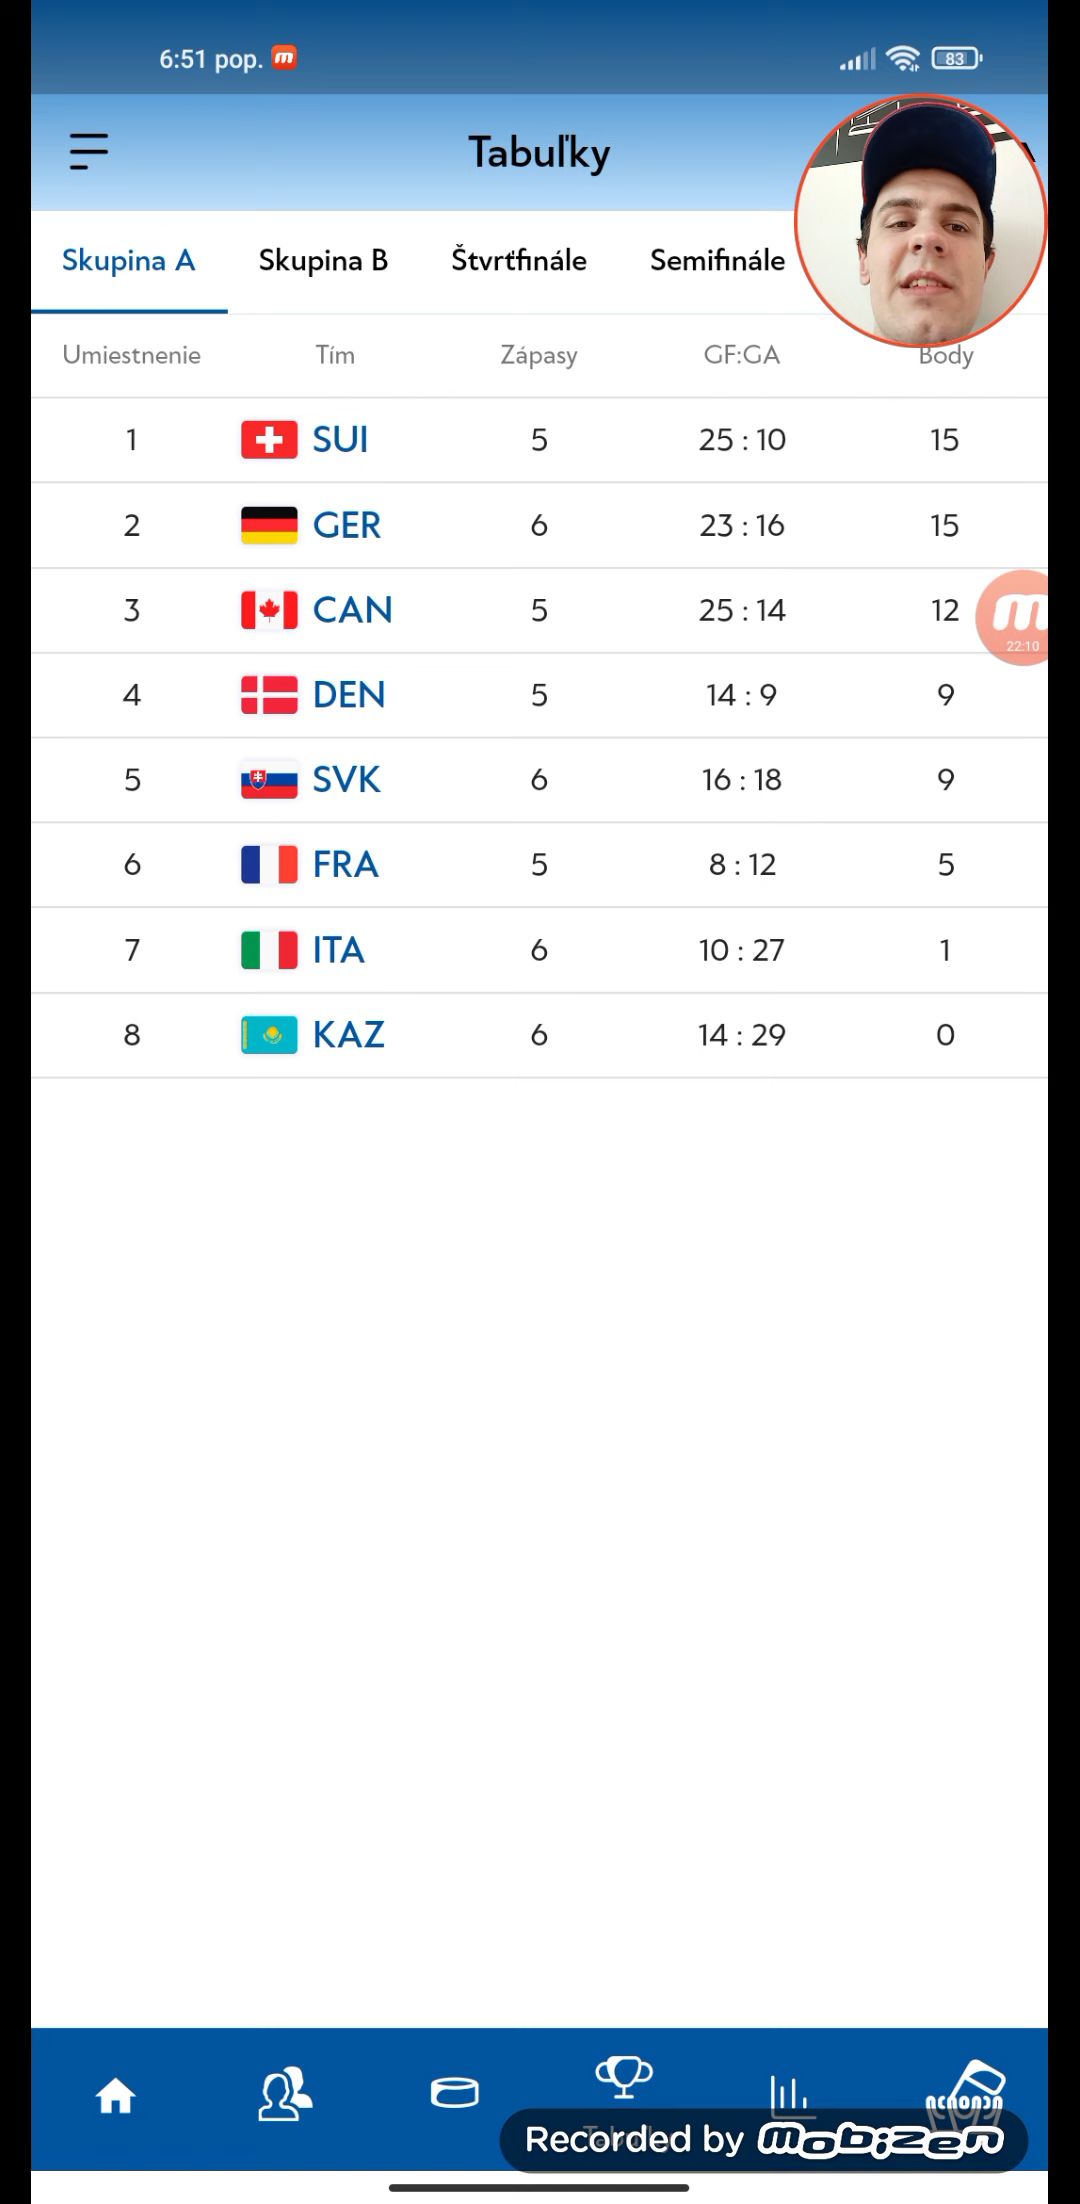 6:51 pop.
83
Tabuľky
Skupina A Skupina B Štvrťfinále Semifinále
Umiestnenie Tím Zápasy GF:GA Body
1 SUI 5 25 : 10 15
2 GER 6 23 : 16 15
3 CAN 5 25 : 14 12
22:10
4 DEN 5 14 : 9 9
5 SVK 6 16 : 18 9
6 FRA 5 8 : 12 5
7 ITA 6 10 : 27 1
8 KAZ 6 14 : 29 0
Recorded by mobizen